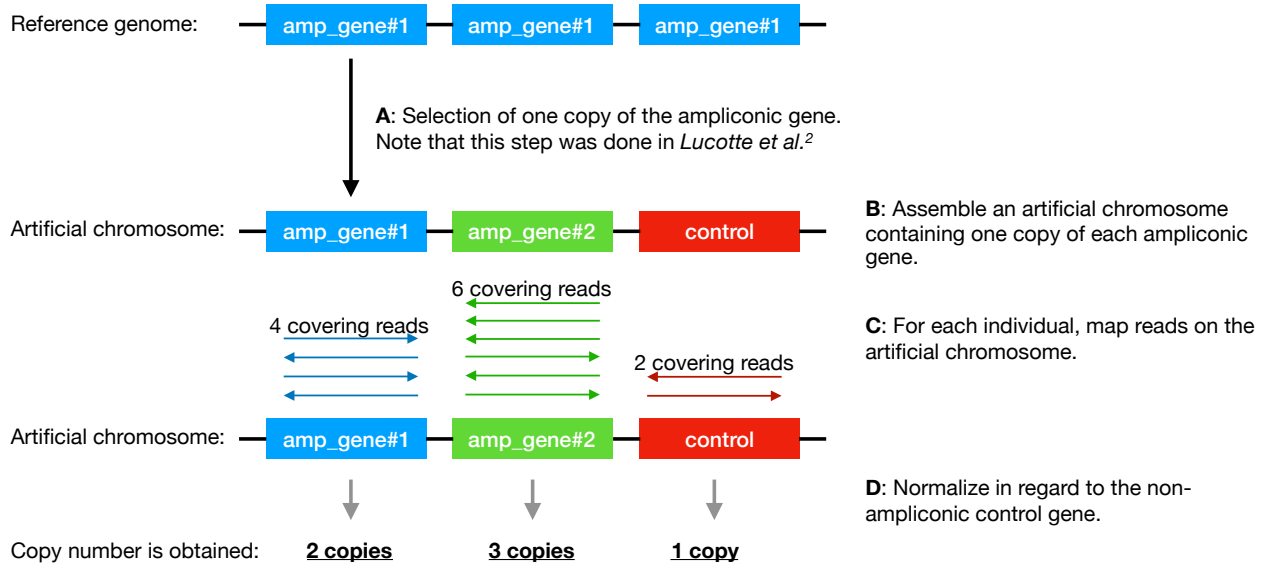 Reference genome: amp_gene#1 amp_gene#1 amp_gene#1
A: Selection of one copy of the ampliconic gene.
Note that this step was done in Lucotte et al.²
Artificial chromosome: amp_gene#1 amp_gene#2 control
B: Assemble an artificial chromosome
containing one copy of each ampliconic
gene.
6 covering reads
4 covering reads
2 covering reads
C: For each individual, map reads on the
artificial chromosome.
Artificial chromosome: amp_gene#1 amp_gene#2 control
D: Normalize in regard to the non-
ampliconic control gene.
Copy number is obtained: 2 copies 3 copies 1 copy